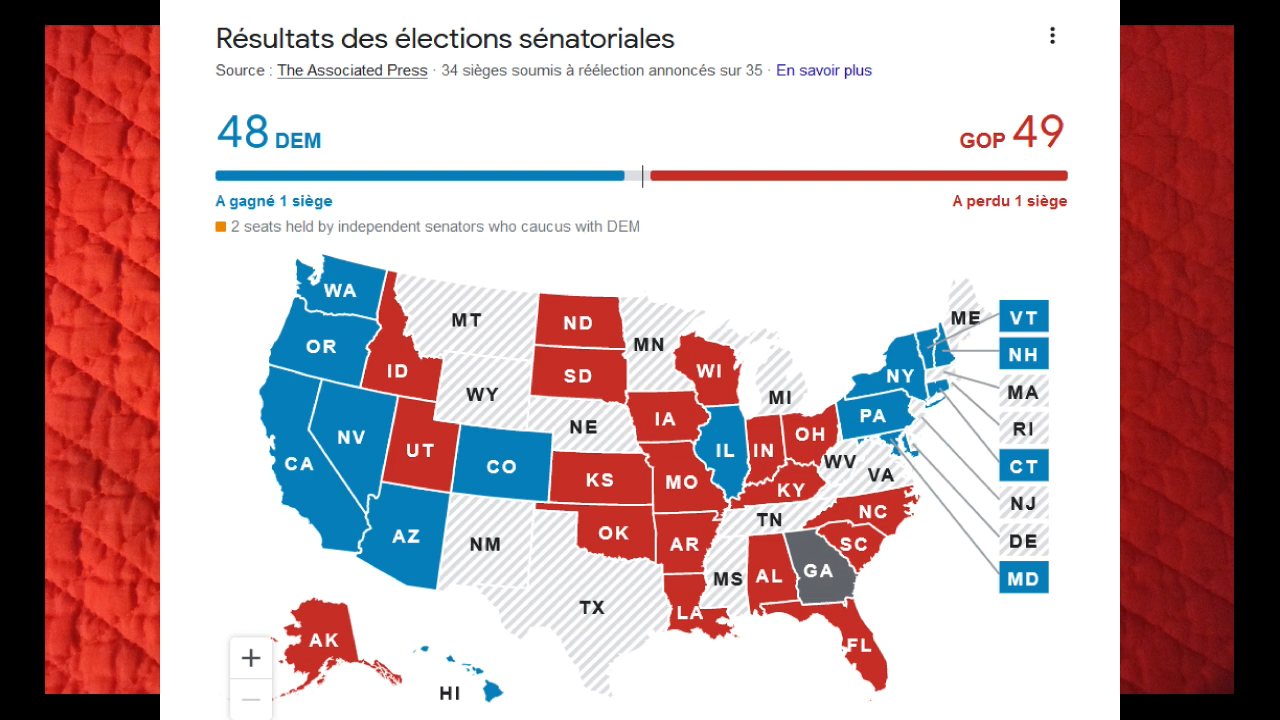 Résultats des élections sénatoriales
Source : The Associated Press · 34 sièges soumis à réélection annoncés sur 35 · En savoir plus
48 DEM GOP 49
A gagné 1 siège A perdu 1 siège
2 seats held by independent senators who caucus with DEM
WA
MT
ND
MN
ME
VT
OR
NH
ID
SD
WI
NY
MA
WY
MI
PA
RI
NE
IA
OH
NV
UT
CO
IL
IN
WV
VA
CT
CA
KS
MO
KY
NJ
NC
TN
OK
AR
SC
DE
AZ
NM
MS
AL
GA
MD
TX
LA
AK
FL
HI
+
−